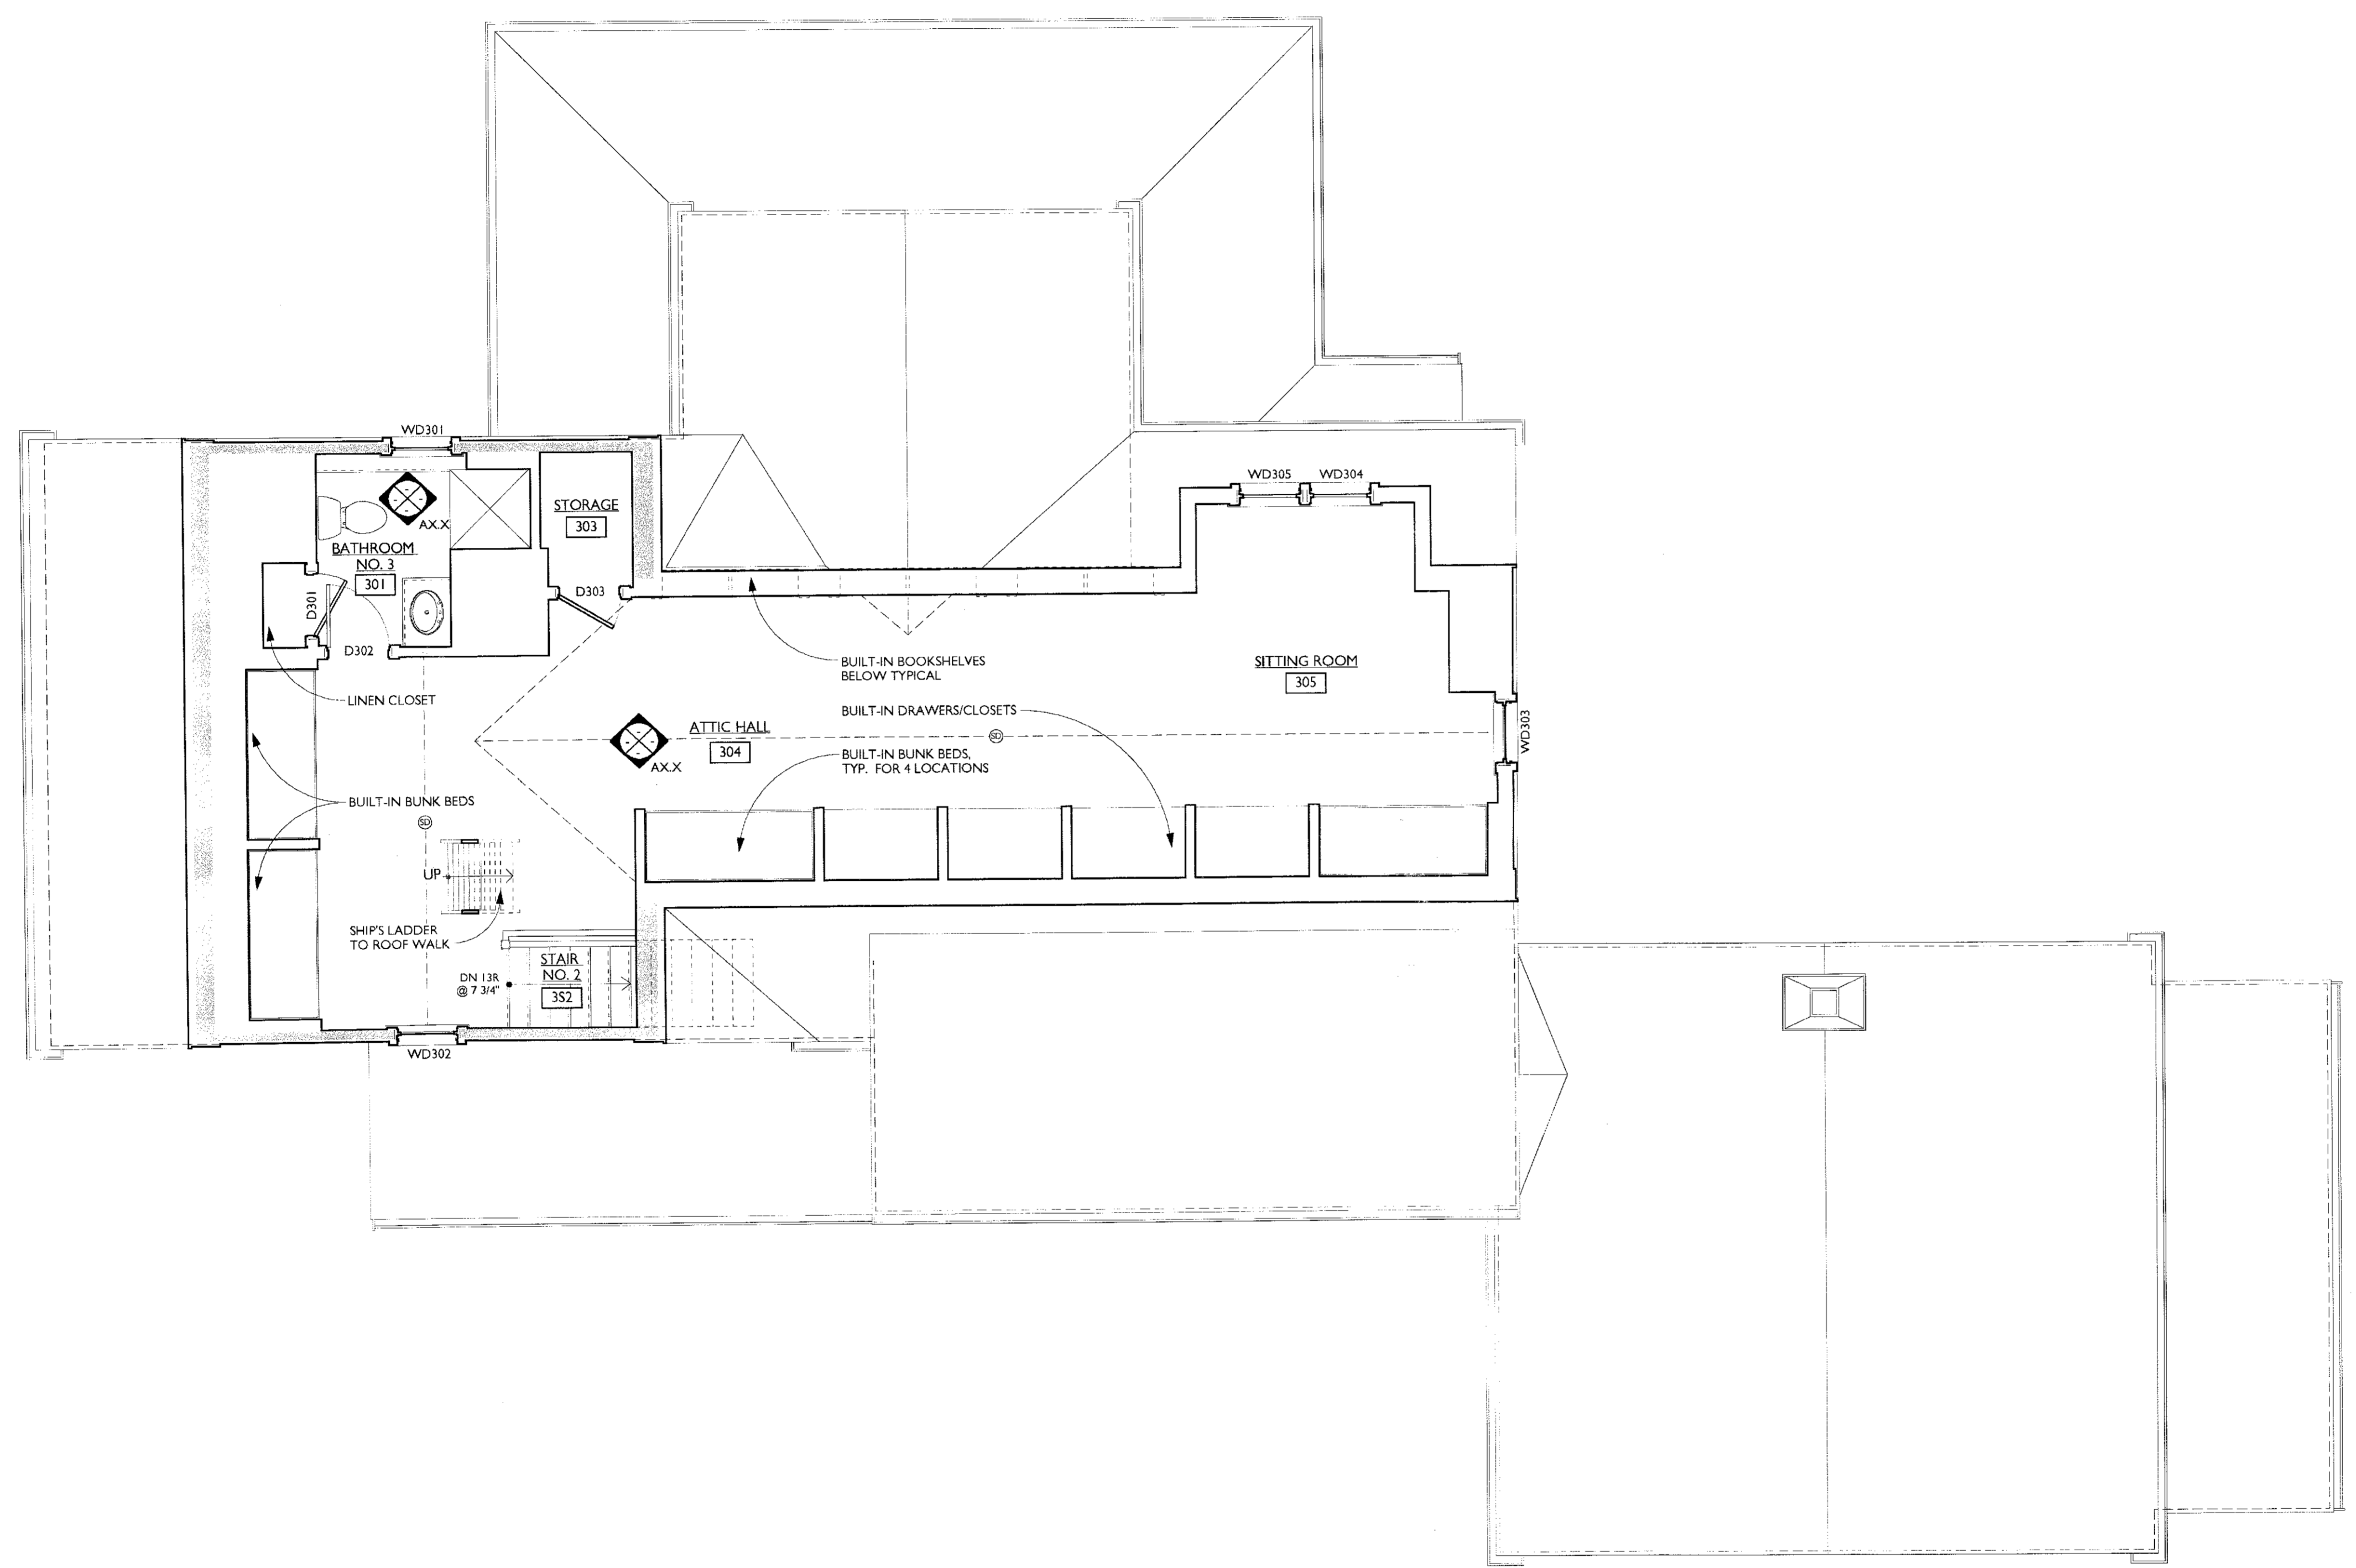 WD301
WD305
WD304
STORAGE
303
AX.X
BATHROOM
NO. 3
301
D301
D303
D302
BUILT-IN BOOKSHELVES
BELOW TYPICAL
SITTING ROOM
305
LINEN CLOSET
BUILT-IN DRAWERS/CLOSETS
ATTIC HALL
304
SD
WD303
BUILT-IN BUNK BEDS,
TYP. FOR 4 LOCATIONS
AX.X
BUILT-IN BUNK BEDS
SD
UP
SHIP'S LADDER
TO ROOF WALK
STAIR
NO. 2
3S2
DN 13R
@ 7 3/4"
WD302